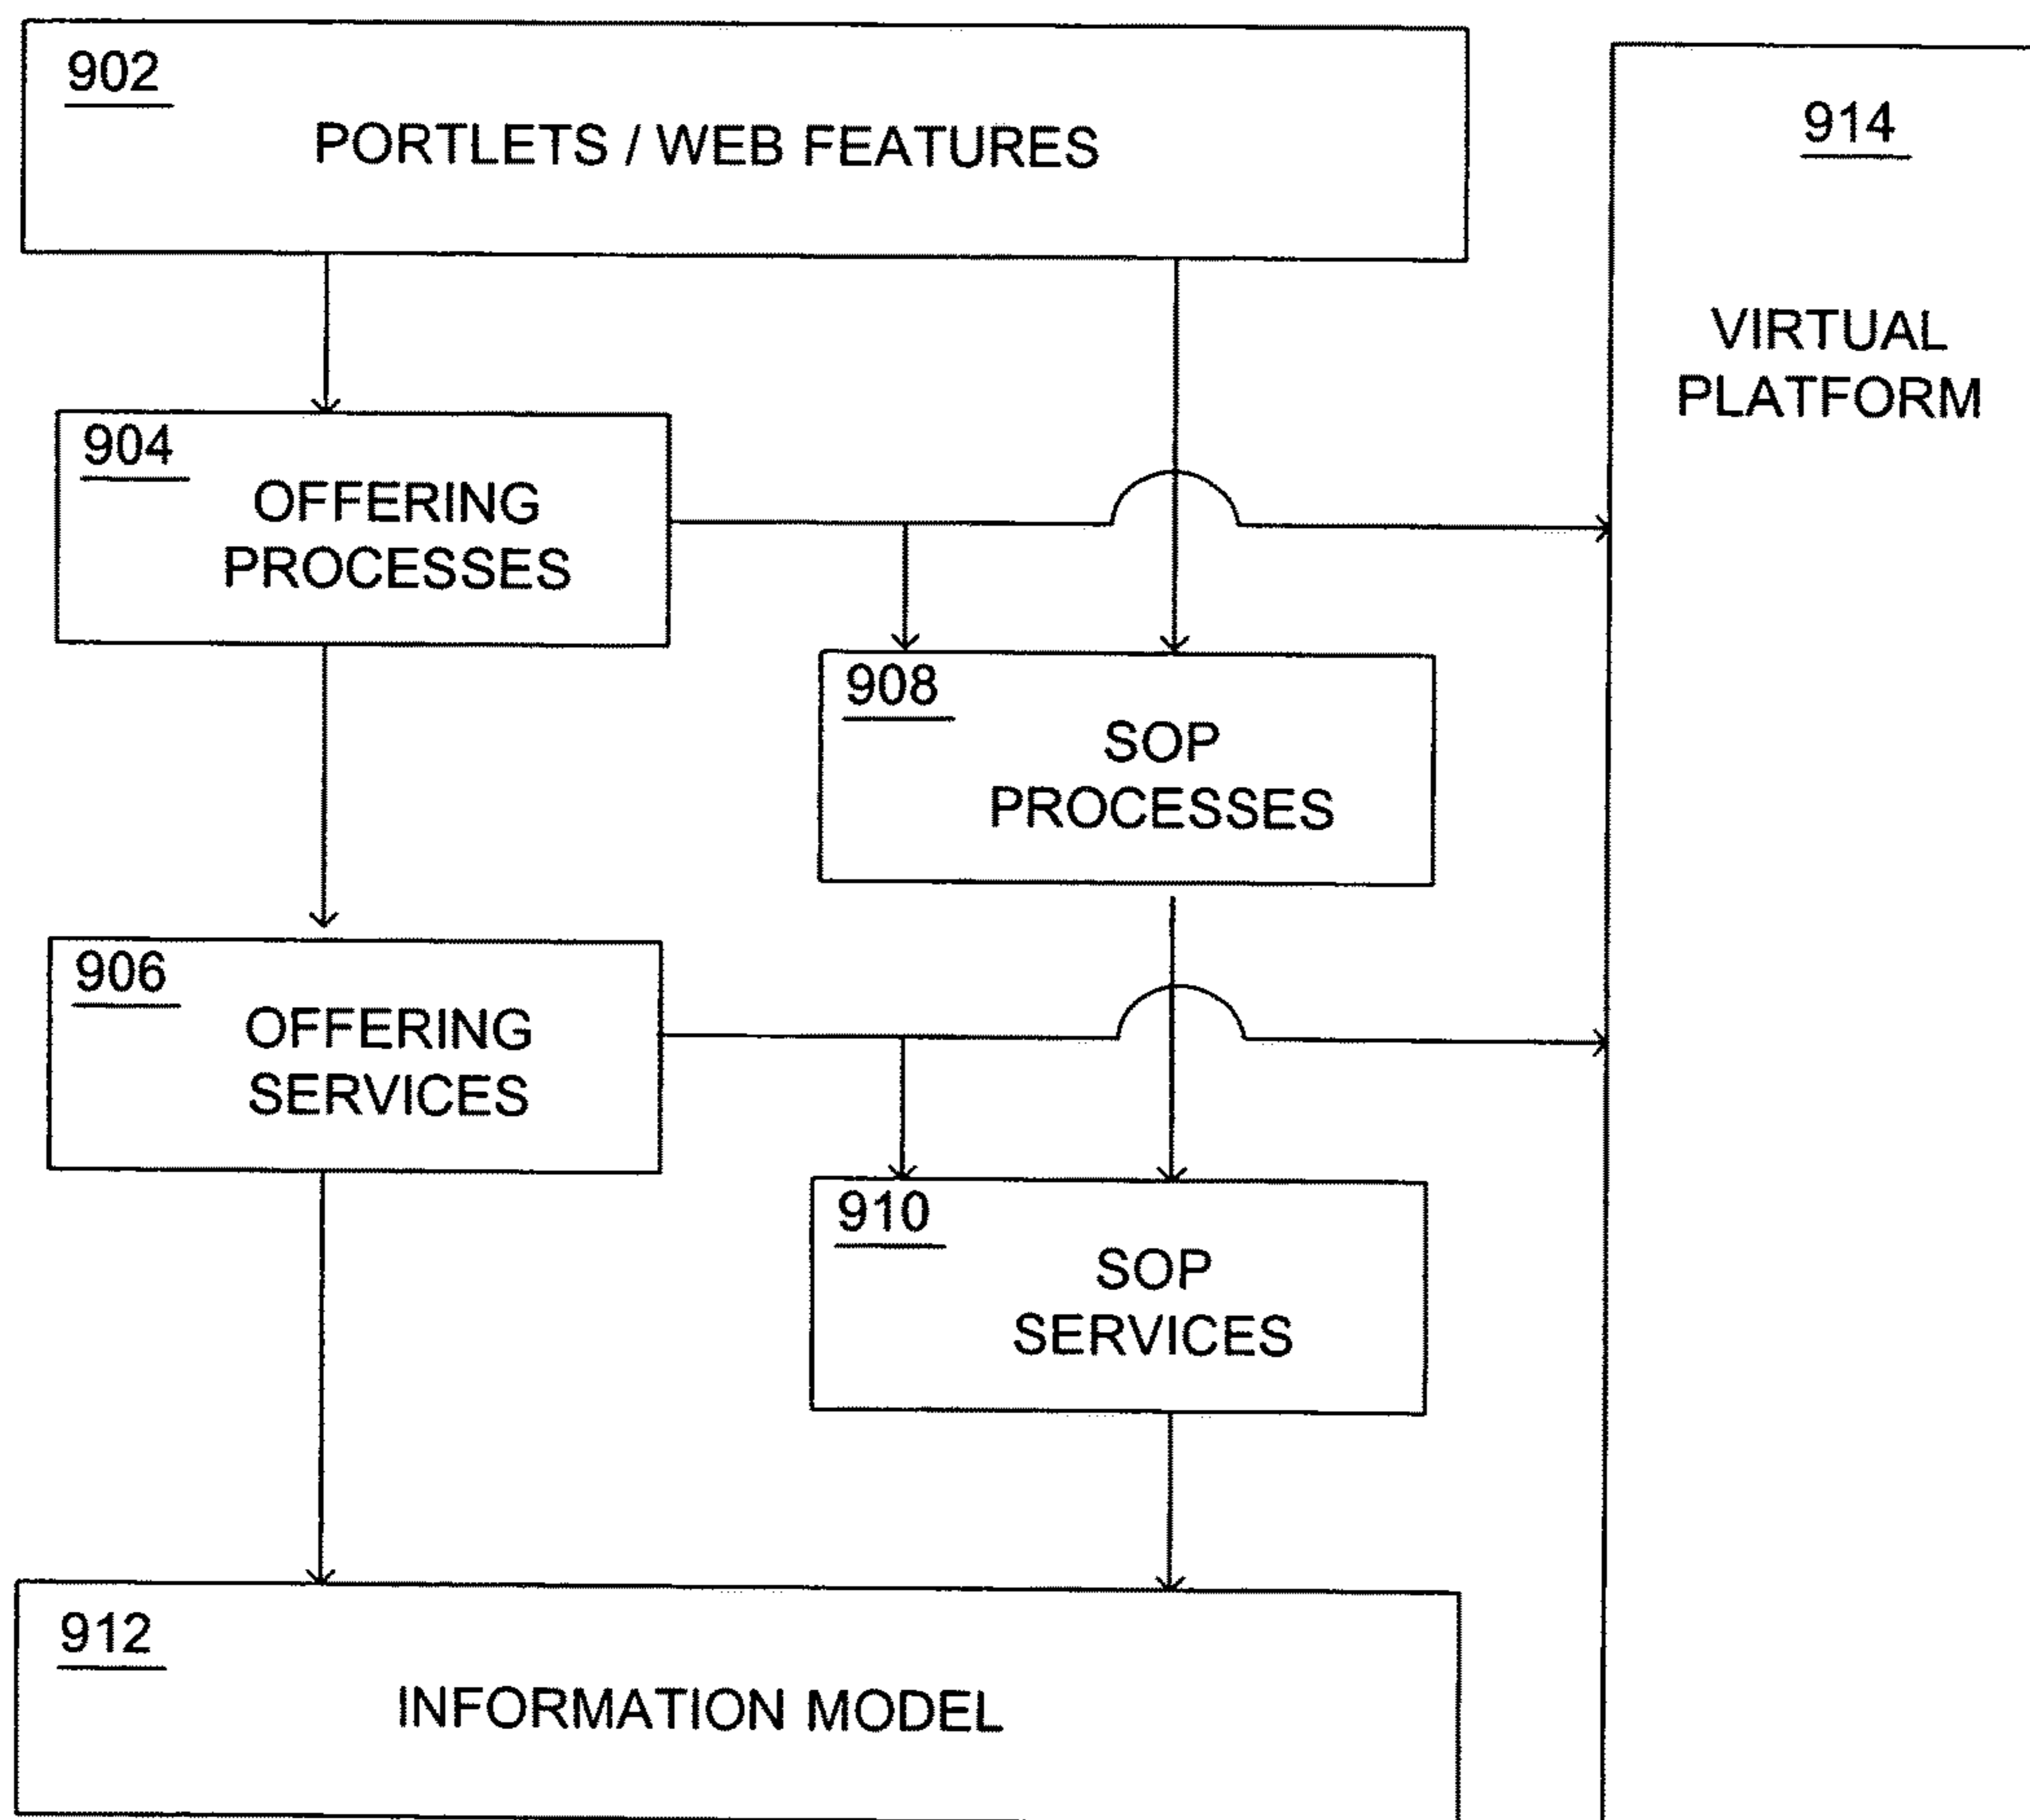 902
PORTLETS / WEB FEATURES
914
VIRTUAL
PLATFORM
904
OFFERING
PROCESSES
908
SOP
PROCESSES
906
OFFERING
SERVICES
910
SOP
SERVICES
912
INFORMATION MODEL